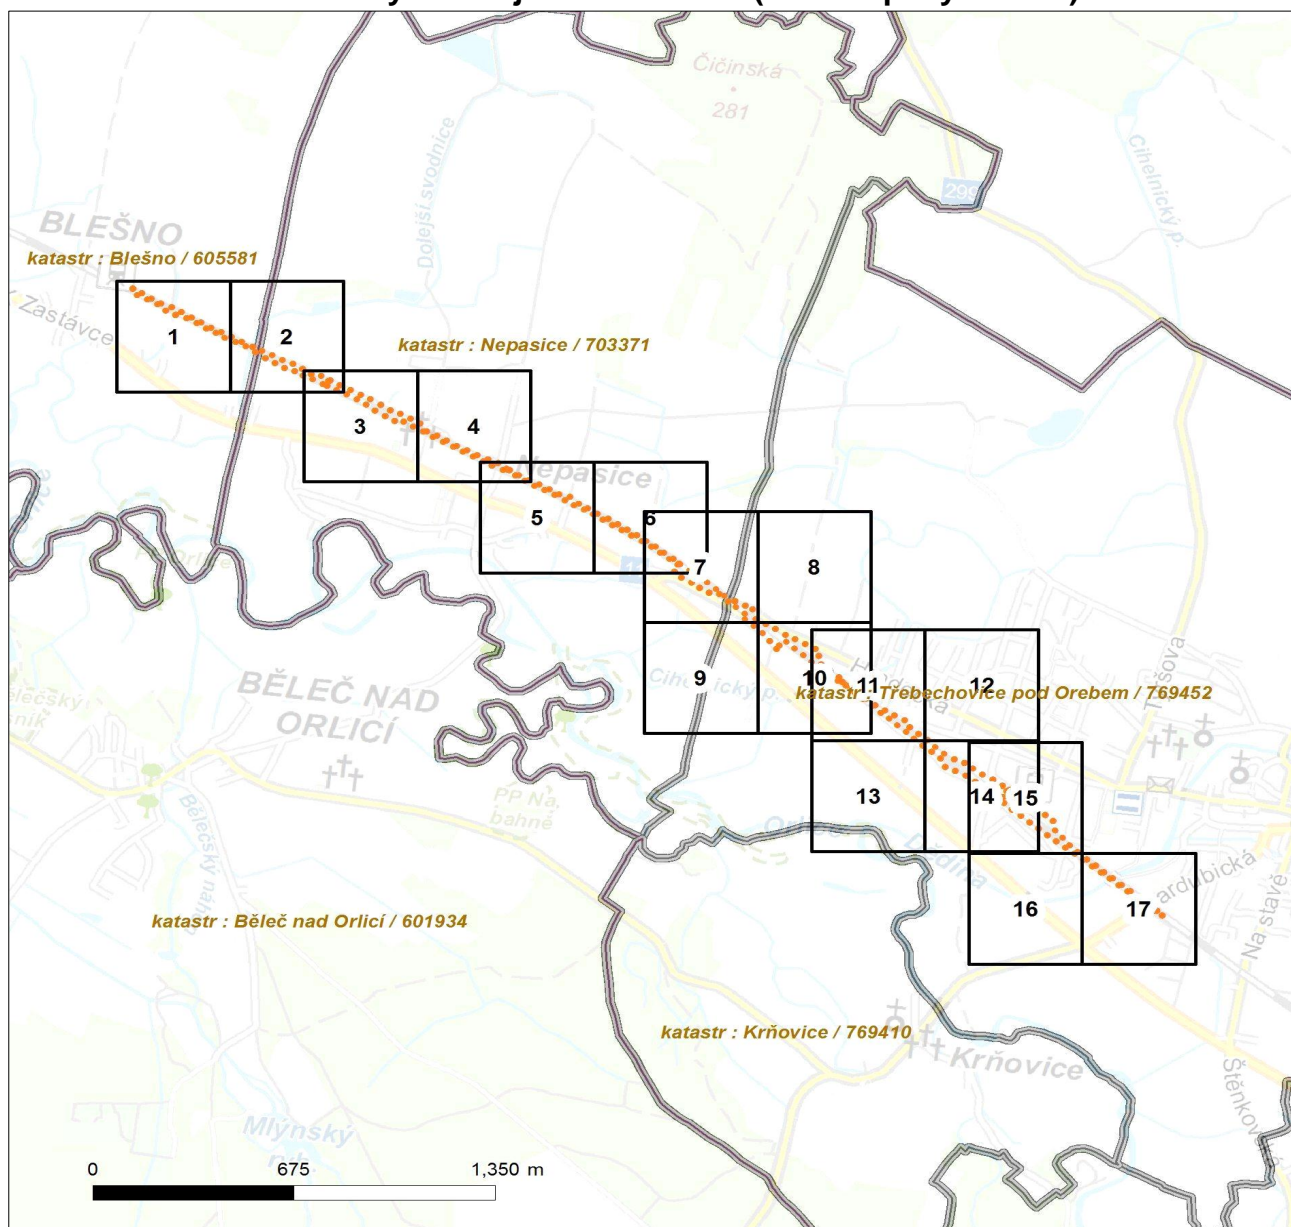 Čičinská
281
Dolejší svodnice
Cihelnický p.
299
BLEŠNO
katastr : Blešno / 605581
Zastávce
1
2
katastr : Nepasice / 703371
3
4
Nepasice
5
6
7
8
Cihelnický p.
9
10
11
12
katastr : Třebechovice pod Orebem / 769452
Tyršova
BĚLEČ NAD
ORLICÍ
13
14
15
PP Na
bahně
Orlice
Dědina
Bělečský
16
17
Na stavě
katastr : Běleč nad Orlicí / 601934
katastr : Krňovice / 769410
Krňovice
Mlýnský
0
675
1,350 m